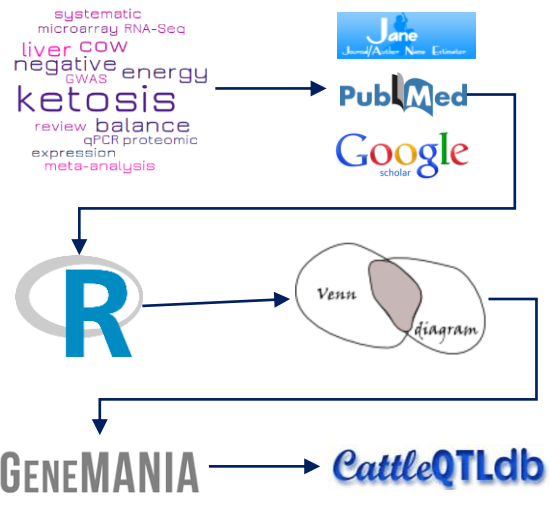 systematic
microarray RNA-Seq
liver cow
negative
GWAS energy
ketosis
review balance
qPCR proteomic
expression
meta-analysis
Jane
Journal/Author Name Estimator
PubMed
Google
scholar
R
Venn
diagram
GENEMANIA
CattleQTLdb